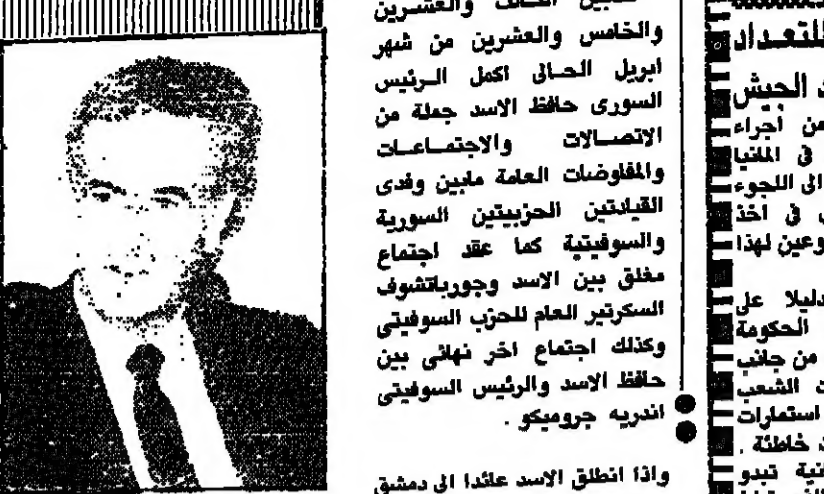 والعشرين
والخامس والعشرين من شهر
ابريل الحالى اكمل الرئيس
السورى حافظ الاسد جملة من
الاتصالات والاجتماعات
والمفاوضات العامة مابين وفدى
القيادتين الحزبيتين السورية
والسوفيتية كما عقد اجتماع
مغلق بين الاسد وجورباتشوف
السكرتير العام للحزب السوفيتى
وكذلك اجتماع اخر نهائى بين
حافظ الاسد والرئيس السوفيتى
اندريه جروميكو .
واذا انطلق الاسد عائدا الى دمشق
للتعداد
الجيش
من أجراء
فى المانيا
الى اللجوء
فى اخذ
لهذا
دليلا على
الحكومة
من جانب
الشعب
استمارات
خاطئة .
تبدو